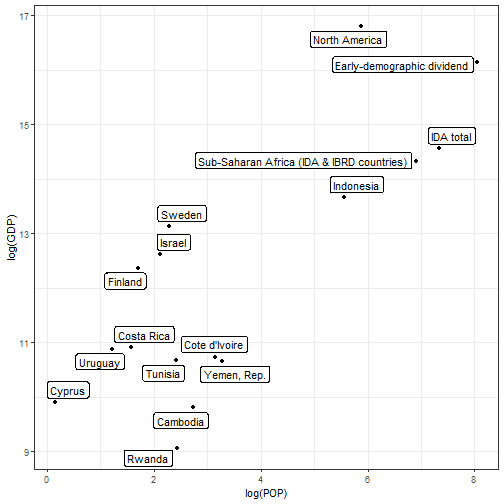 17
North America
Early-demographic dividend
15
IDA total
Sub-Saharan Africa (IDA & IBRD countries)
Indonesia
Sweden
13
Israel
Finland
log(GDP)
Costa Rica
Cote d'Ivoire
11
Uruguay
Tunisia
Yemen, Rep.
Cyprus
Cambodia
9
Rwanda
0 2 4 6 8
log(POP)